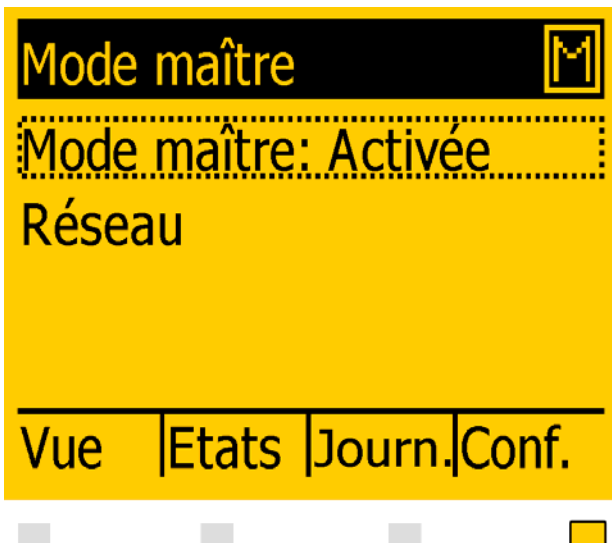 Mode maître M
Mode maître: Activée
Réseau
Vue Etats Journ. Conf.